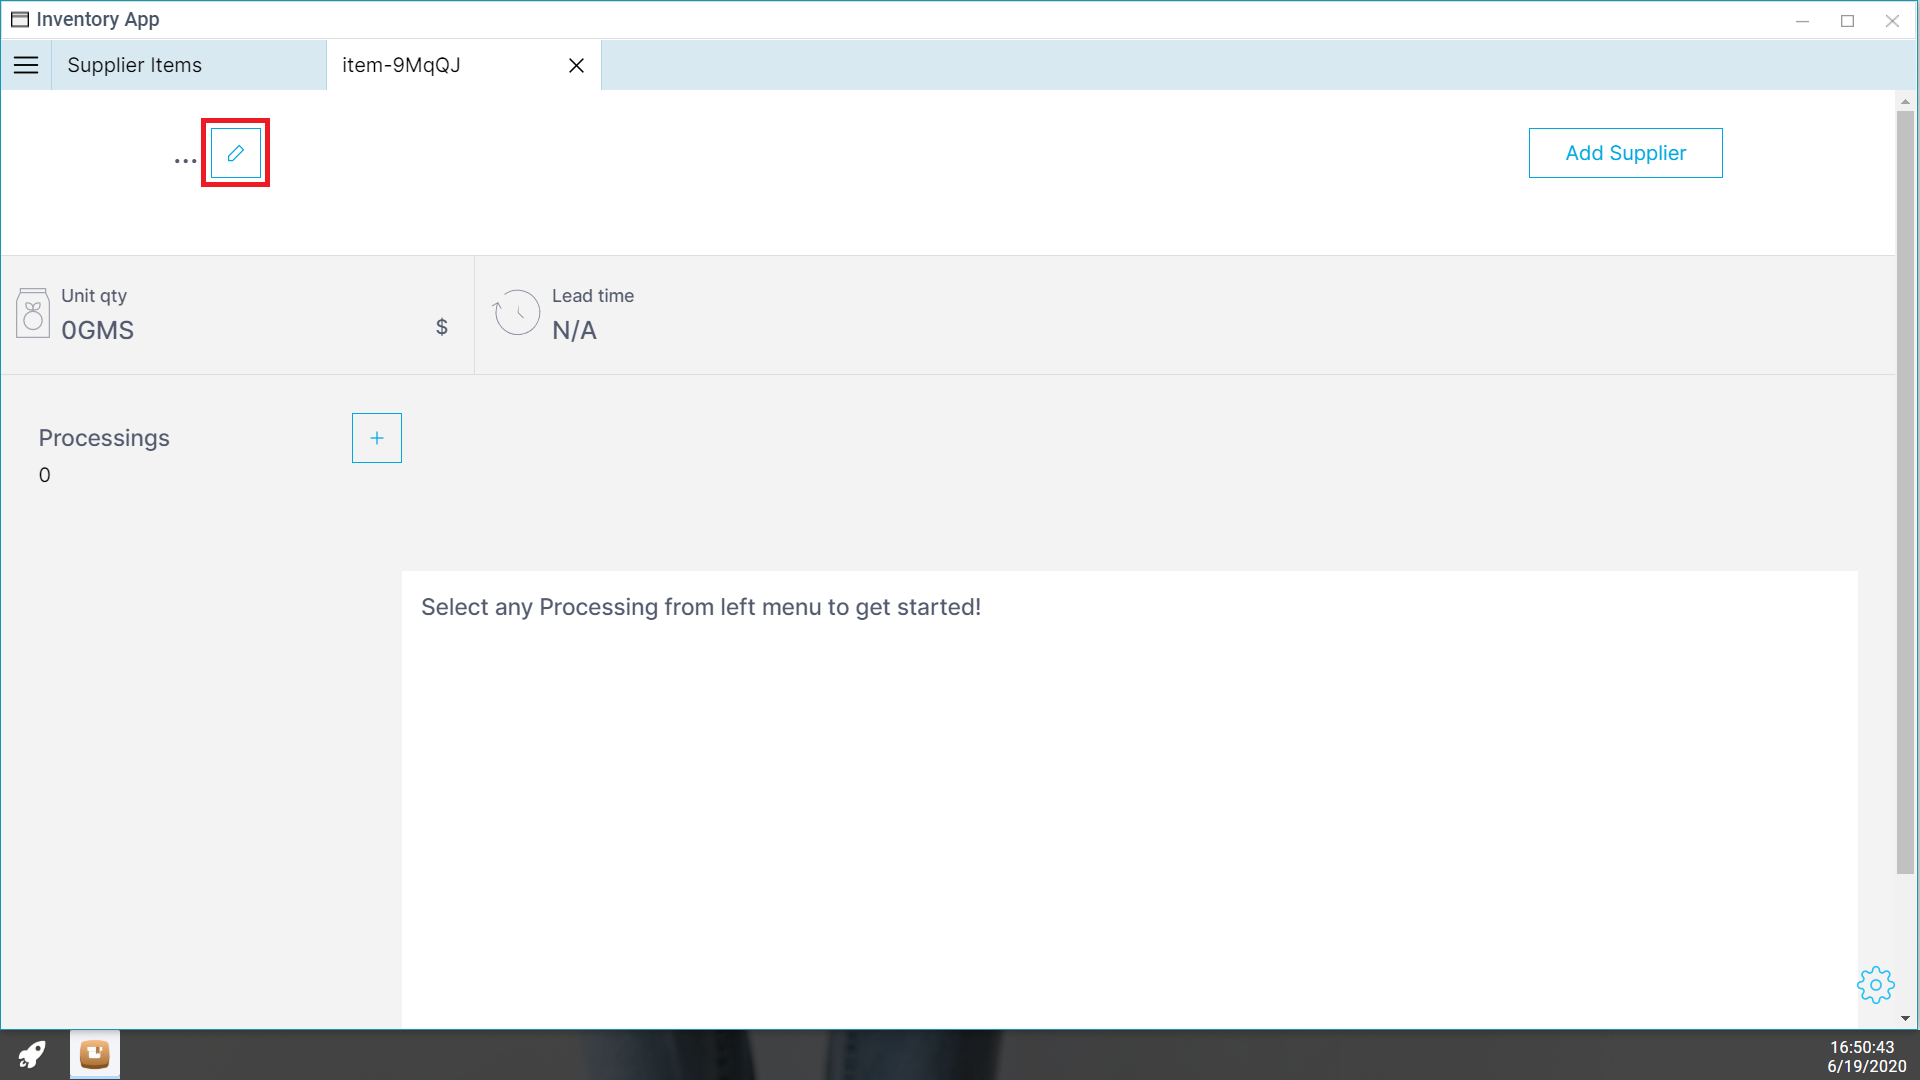 Inventory App
Supplier Items
item-9MqQJ
...
Add Supplier
Unit qty
0GMS
$
Lead time
N/A
Processings
+
0
Select any Processing from left menu to get started!
16:50:43
6/19/2020